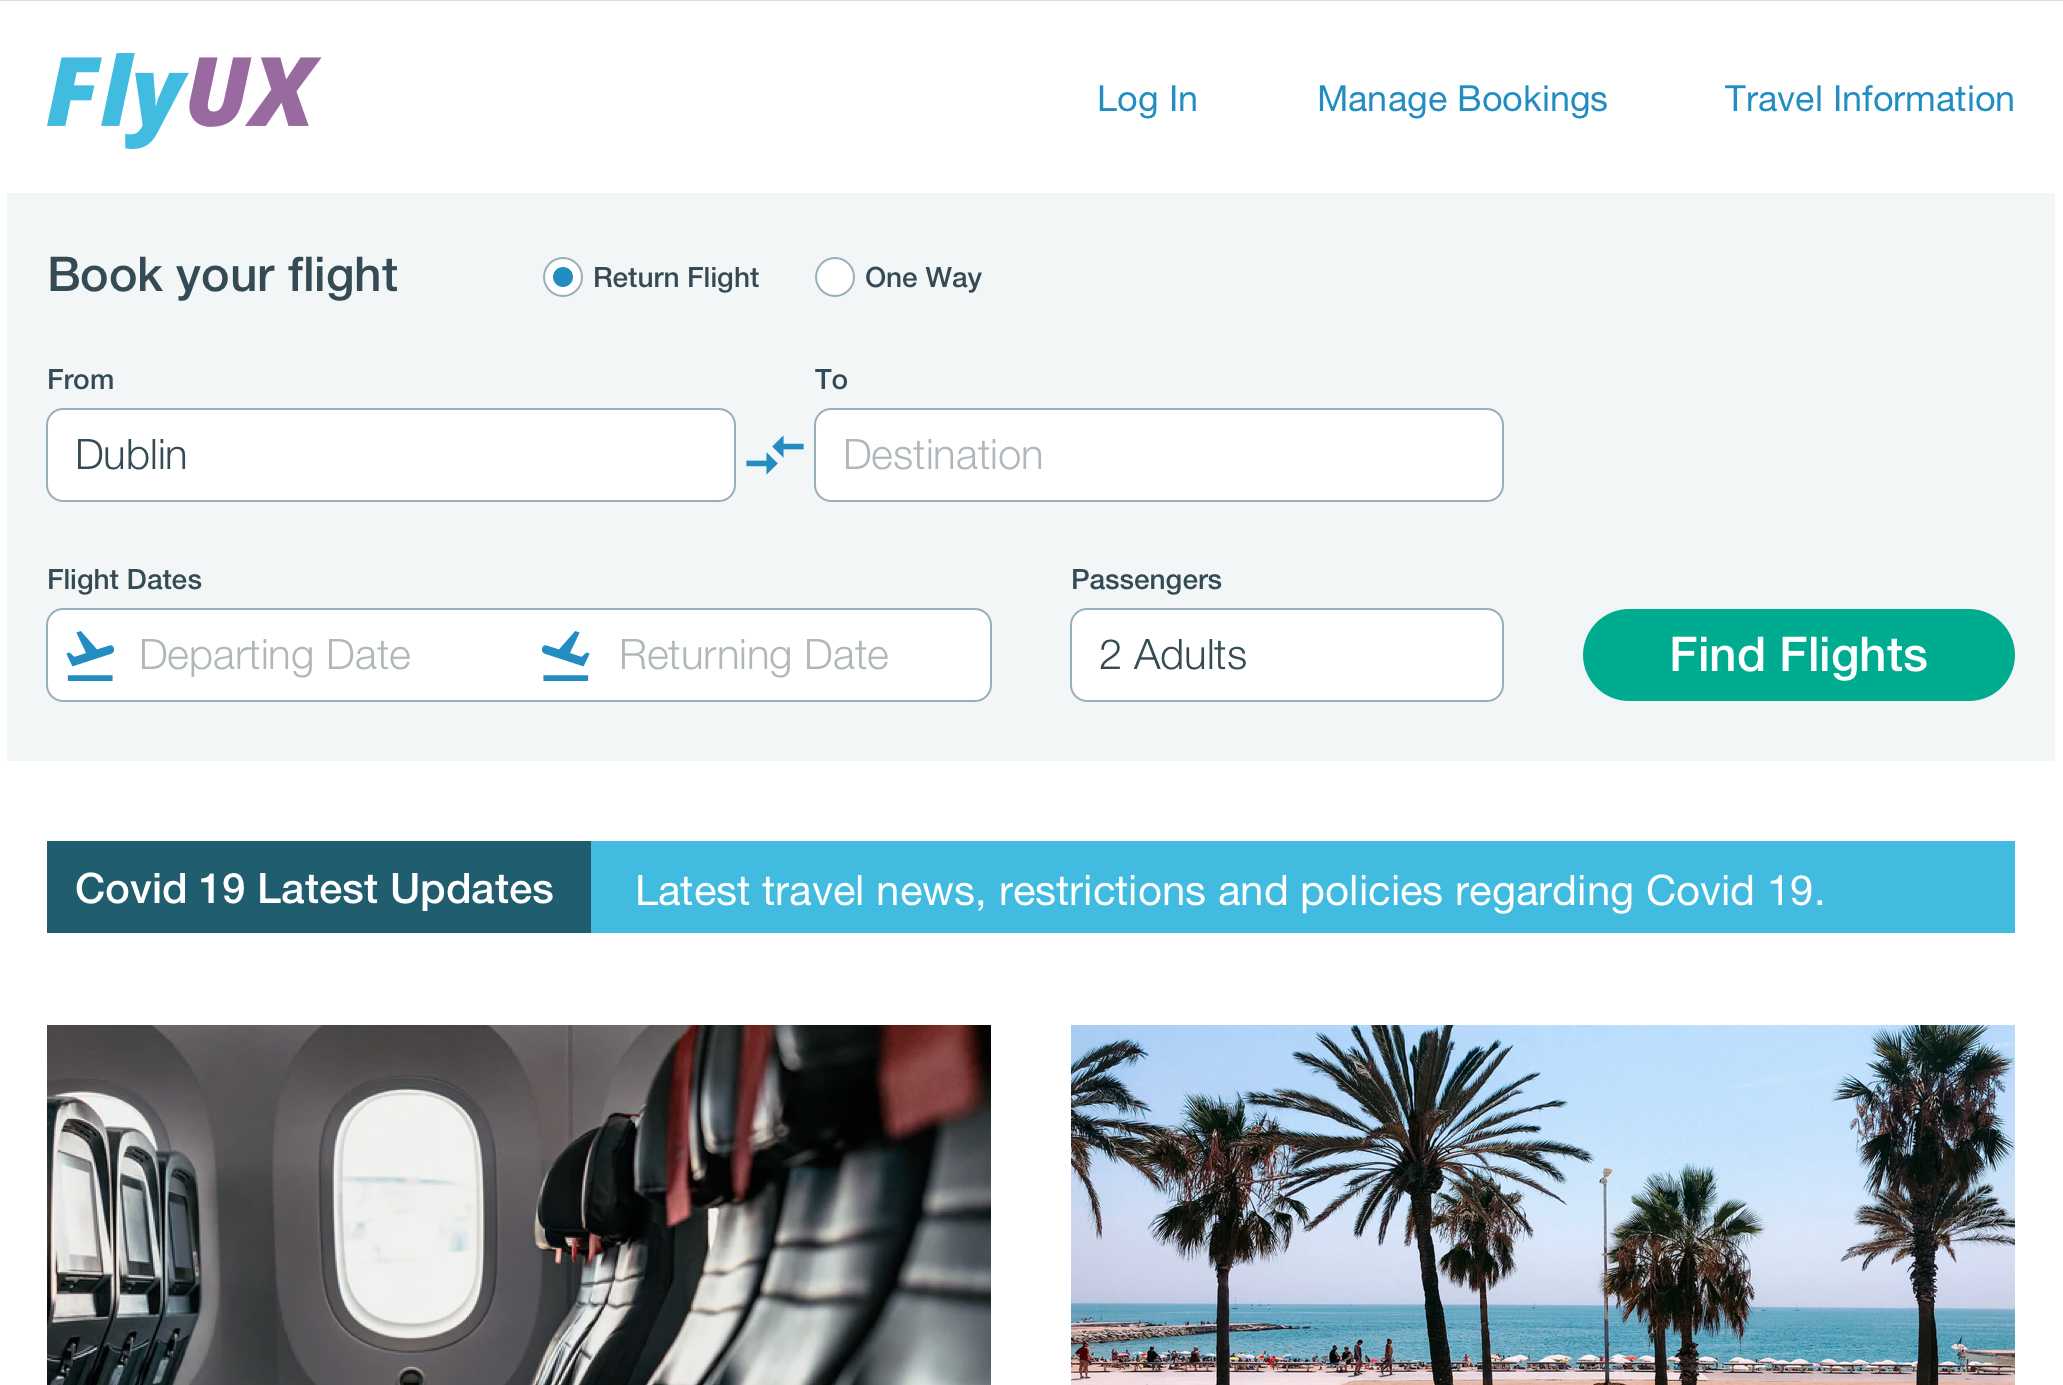 FlyUX
Log In
Manage Bookings
Travel Information
Book your flight
Return Flight
One Way
From
To
Dublin
Destination
Flight Dates
Passengers
Departing Date
Returning Date
2 Adults
Find Flights
Covid 19 Latest Updates
Latest travel news, restrictions and policies regarding Covid 19.